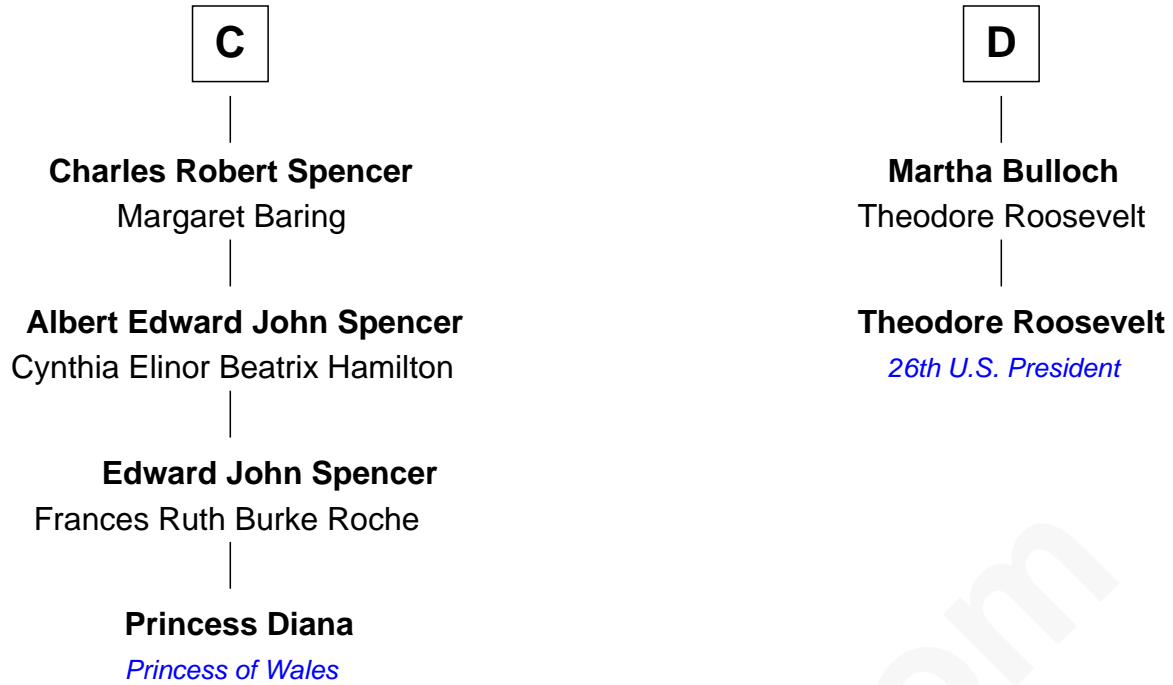 C
Charles Robert Spencer
Margaret Baring
Albert Edward John Spencer
Cynthia Elinor Beatrix Hamilton
Edward John Spencer
Frances Ruth Burke Roche
Princess Diana
Princess of Wales
D
Martha Bulloch
Theodore Roosevelt
Theodore Roosevelt
26th U.S. President
om